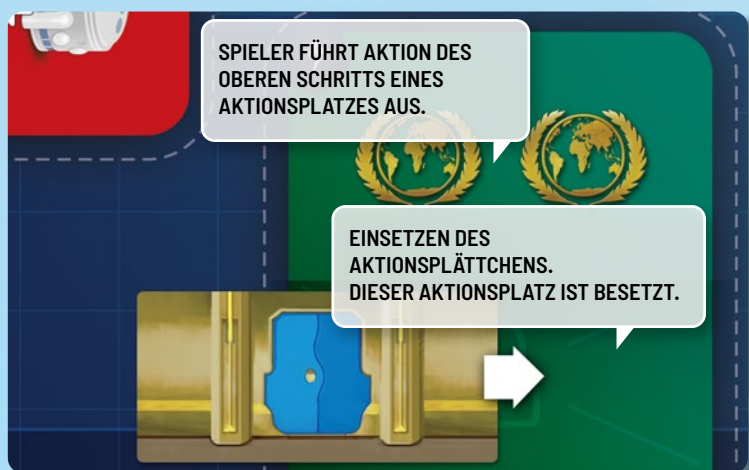 SPIELER FÜHRT AKTION DES
OBEREN SCHRITTS EINES
AKTIONSPLATZES AUS.
EINSETZEN DES
AKTIONSPLÄTTCHENS.
DIESER AKTIONSPLATZ IST BESETZT.